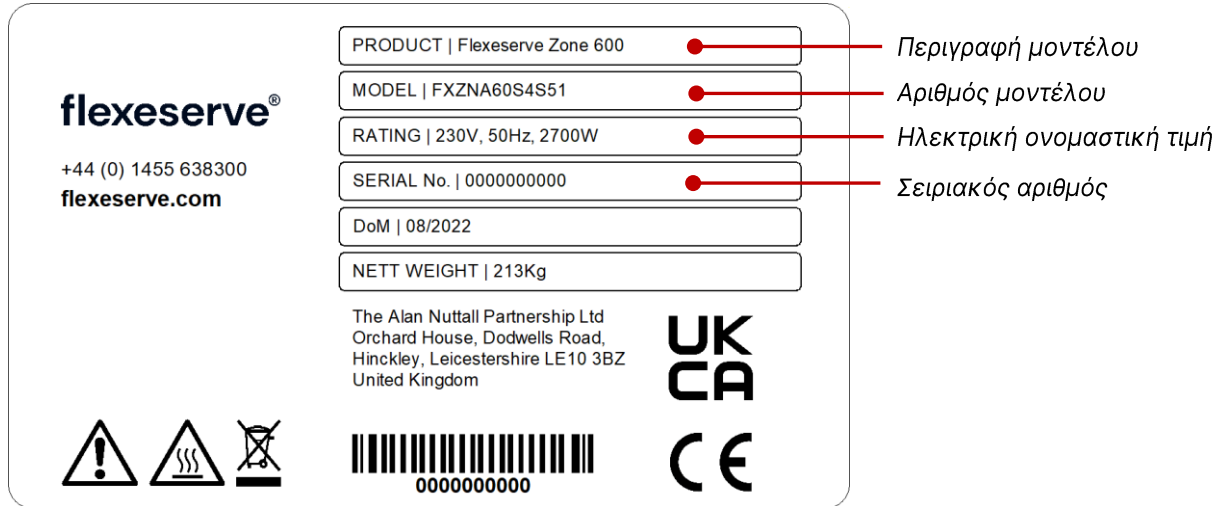 flexeserve®
+44 (0) 1455 638300
flexeserve.com
PRODUCT | Flexeserve Zone 600
Περιγραφή μοντέλου
MODEL | FXZNA60S4S51
Αριθμός μοντέλου
RATING | 230V, 50Hz, 2700W
Ηλεκτρική ονομαστική τιμή
SERIAL No. | 0000000000
Σειριακός αριθμός
DoM | 08/2022
NETT WEIGHT | 213Kg
The Alan Nuttall Partnership Ltd
Orchard House, Dodwells Road,
Hinckley, Leicestershire LE10 3BZ
United Kingdom
UK
CA
CE
0000000000